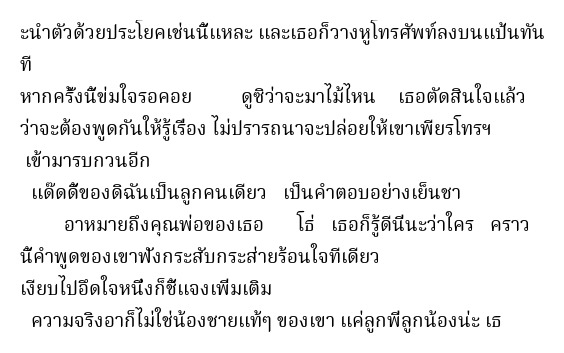 ะนำตัวด้วยประโยคเช่นนี้แหละ และเธอก็วางหูโทรศัพท์ลงบนแป้นทัน
ที
หากครั้งนี้ข่มใจรอคอย ดูซิว่าจะมาไม้ไหน เธอตัดสินใจแล้ว
ว่าจะต้องพูดกันให้รู้เรื่อง ไม่ปรารถนาจะปล่อยให้เขาเพียรโทรฯ
เข้ามารบกวนอีก
แด๊ดดี้ของดิฉันเป็นลูกคนเดียว เป็นคำตอบอย่างเย็นชา
อาหมายถึงคุณพ่อของเธอ โธ่ เธอก็รู้ดีนี่นะว่าใคร คราว
นี้คำพูดของเขาฟังกระสับกระส่ายร้อนใจทีเดียว
เงียบไปอึดใจหนึ่งก็ชี้แจงเพิ่มเติม
ความจริงอาก็ไม่ใช่น้องชายแท้ๆ ของเขา แค่ลูกพี่ลูกน้องน่ะ เธ